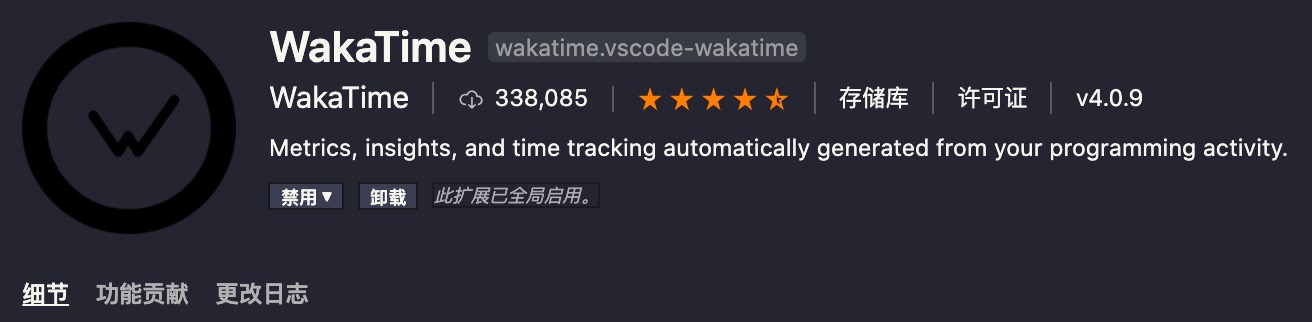 WakaTime wakatime.vscode-wakatime
WakaTime 338,085 存储库 许可证 v4.0.9
Metrics, insights, and time tracking automatically generated from your programming activity.
禁用▼ 卸载 此扩展已全局启用。
细节 功能贡献 更改日志